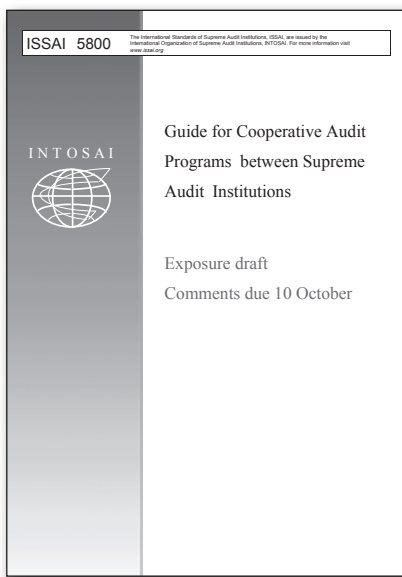 ISSAI 5800
The International Standards of Supreme Audit Institutions, ISSAI, are issued by the
International Organization of Supreme Audit Institutions, INTOSAI. For more information visit
www.issai.org
INTOSAI
Guide for Cooperative Audit
Programs between Supreme
Audit Institutions
Exposure draft
Comments due 10 October